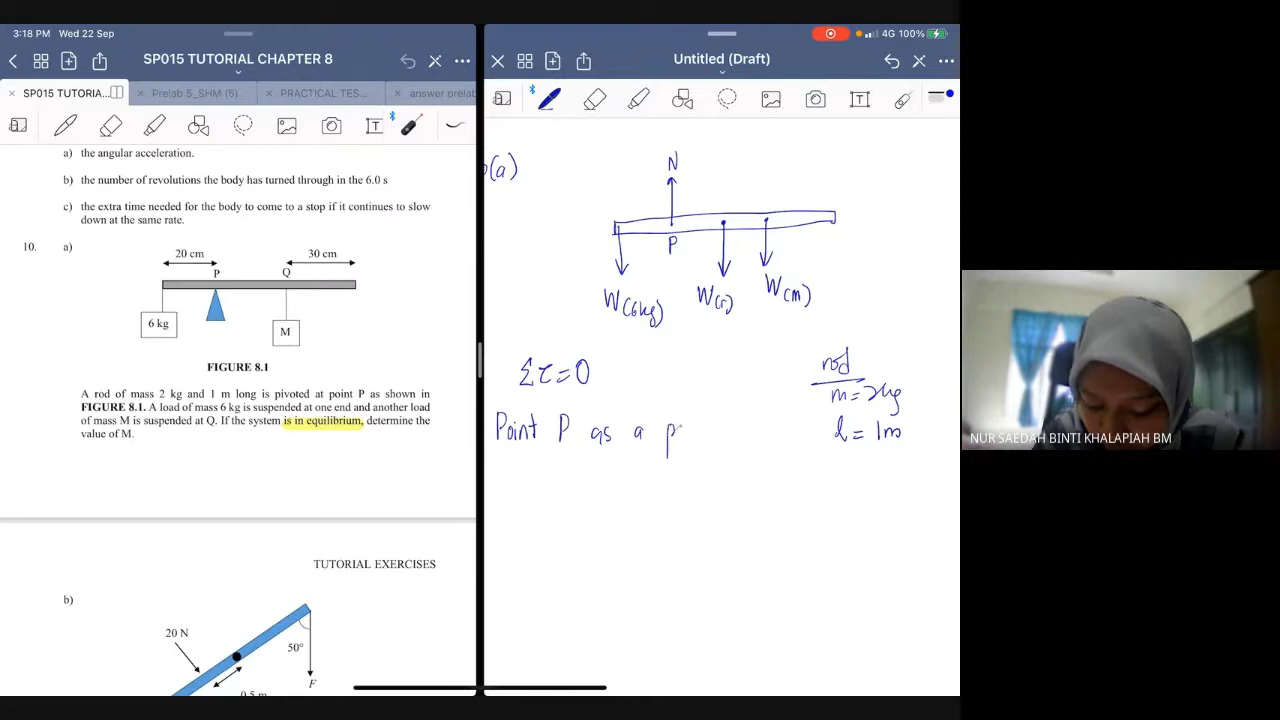 3:18 PM Wed 22 Sep
4G 100%
SP015 TUTORIAL CHAPTER 8
Untitled (Draft)
SP015 TUTORIA...
Prelab 5_SHM (5)
PRACTICAL TES...
answer prelab
a) the angular acceleration.
b) the number of revolutions the body has turned through in the 6.0 s
c) the extra time needed for the body to come to a stop if it continues to slow
down at the same rate.
10. a)
20 cm 30 cm
P Q
6 kg
M
FIGURE 8.1
A rod of mass 2 kg and 1 m long is pivoted at point P as shown in
FIGURE 8.1. A load of mass 6 kg is suspended at one end and another load
of mass M is suspended at Q. If the system is in equilibrium, determine the
value of M.
TUTORIAL EXERCISES
b)
20 N
50°
F
0.5 m
(a)
N
P
W(6kg) W(r) W(m)
Στ=0
rod
m = 2kg
l = 1m
Point P as a p
NUR SAEDAH BINTI KHALAPIAH BM